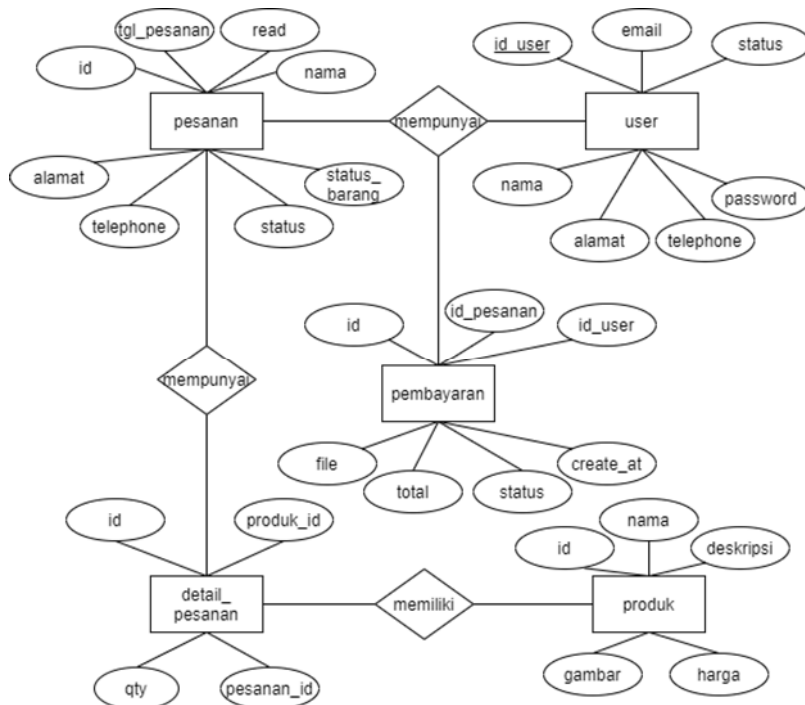 tgl_pesanan
read
email
id_user
status
id
nama
pesanan
mempunyai
user
alamat
status_
barang
nama
password
telephone
status
alamat
telephone
id_pesanan
id
id_user
mempunyai
pembayaran
file
create_at
total
status
id
produk_id
nama
id
deskripsi
detail_
pesanan
memiliki
produk
qty
pesanan_id
gambar
harga